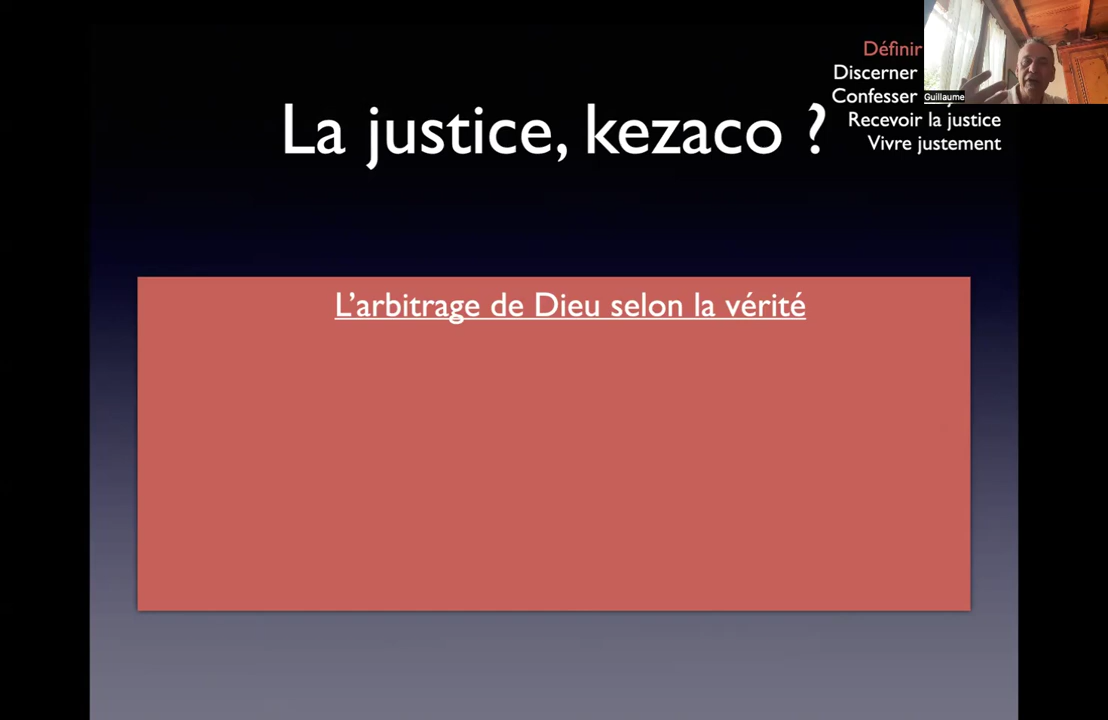 Définir
Discerner
Confesser
Guillaume
Recevoir la justice
Vivre justement
La justice, kezaco ?
L'arbitrage de Dieu selon la vérité